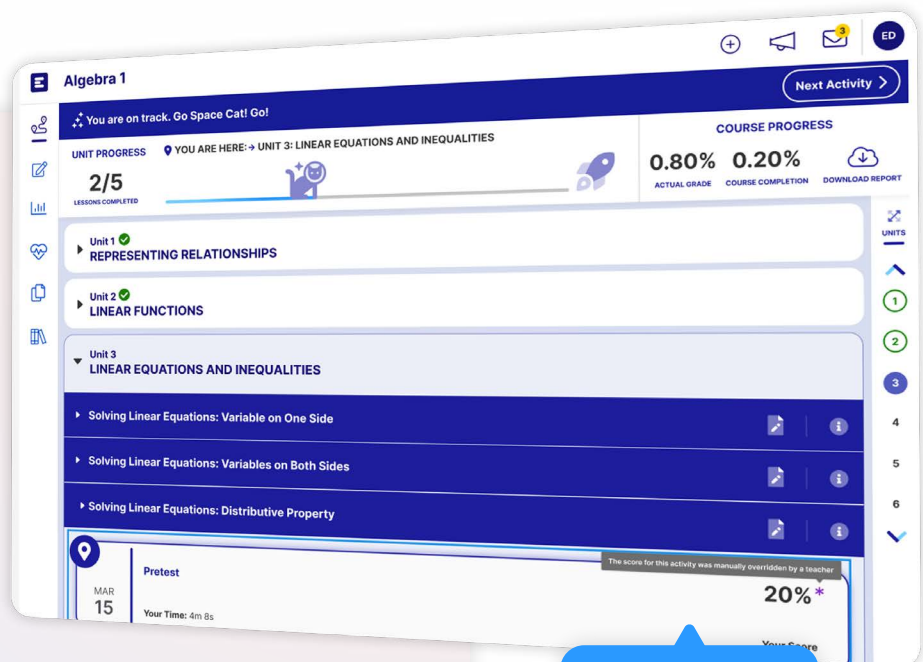 3
ED
E Algebra 1
Next Activity >
You are on track. Go Space Cat! Go!
UNIT PROGRESS
YOU ARE HERE:→ UNIT 3: LINEAR EQUATIONS AND INEQUALITIES
2/5
LESSONS COMPLETED
COURSE PROGRESS
0.80% 0.20%
ACTUAL GRADE COURSE COMPLETION DOWNLOAD REPORT
UNITS
Unit 1
REPRESENTING RELATIONSHIPS
Unit 2
LINEAR FUNCTIONS
Unit 3
LINEAR EQUATIONS AND INEQUALITIES
Solving Linear Equations: Variable on One Side
Solving Linear Equations: Variables on Both Sides
Solving Linear Equations: Distributive Property
1
2
3
4
5
6
MAR
15
Pretest
Your Time: 4m 8s
The score for this activity was manually overridden by a teacher
20%*
Your Score